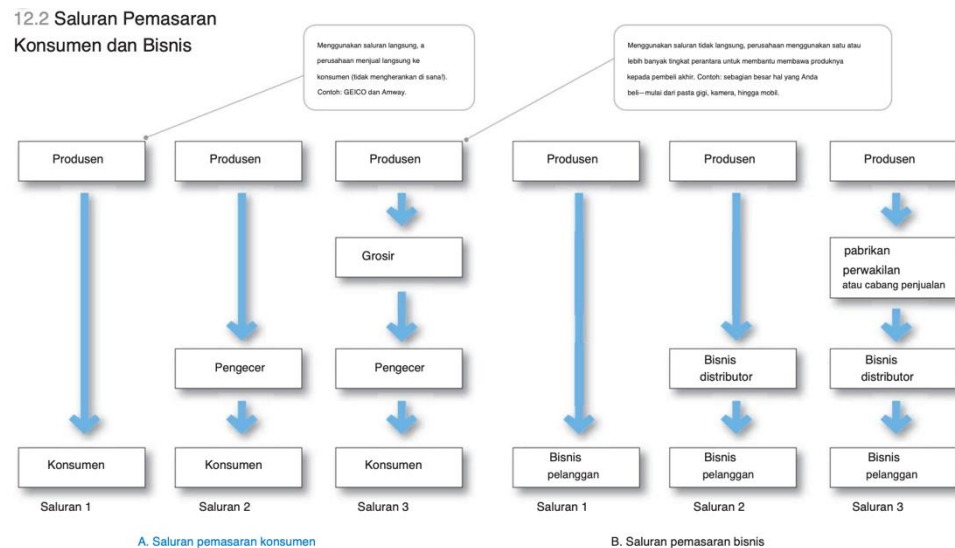 12.2 Saluran Pemasaran
Konsumen dan Bisnis
Menggunakan saluran langsung, a
perusahaan menjual langsung ke
konsumen (tidak mengherankan di sana!).
Contoh: GEICO dan Amway.
Menggunakan saluran tidak langsung, perusahaan menggunakan satu atau
lebih banyak tingkat perantara untuk membantu membawa produknya
kepada pembeli akhir. Contoh: sebagian besar hal yang Anda
beli—mulai dari pasta gigi, kamera, hingga mobil.
Produsen
Konsumen
Saluran 1
Produsen
Pengecer
Konsumen
Saluran 2
Produsen
Grosir
Pengecer
Konsumen
Saluran 3
A. Saluran pemasaran konsumen
Produsen
Bisnis
pelanggan
Saluran 1
Produsen
Bisnis
distributor
Bisnis
pelanggan
Saluran 2
Produsen
pabrikan
perwakilan
atau cabang penjualan
Bisnis
distributor
Bisnis
pelanggan
Saluran 3
B. Saluran pemasaran bisnis